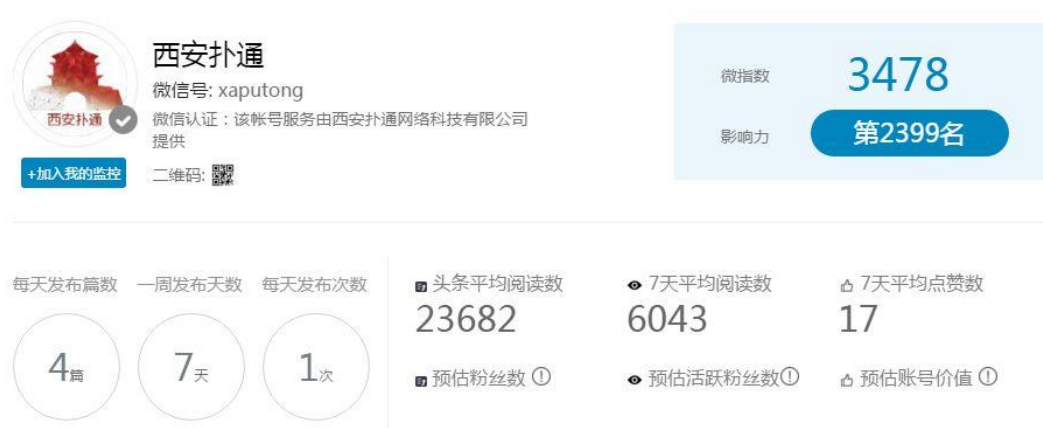 西安扑通
微信号: xaputong
微信认证：该帐号服务由西安扑通网络科技有限公司
提供
二维码:
西安扑通
+加入我的监控
微指数
3478
影响力
第2399名
每天发布篇数
一周发布天数
每天发布次数
4篇
7天
1次
头条平均阅读数
23682
7天平均阅读数
6043
7天平均点赞数
17
预估粉丝数
预估活跃粉丝数
预估账号价值